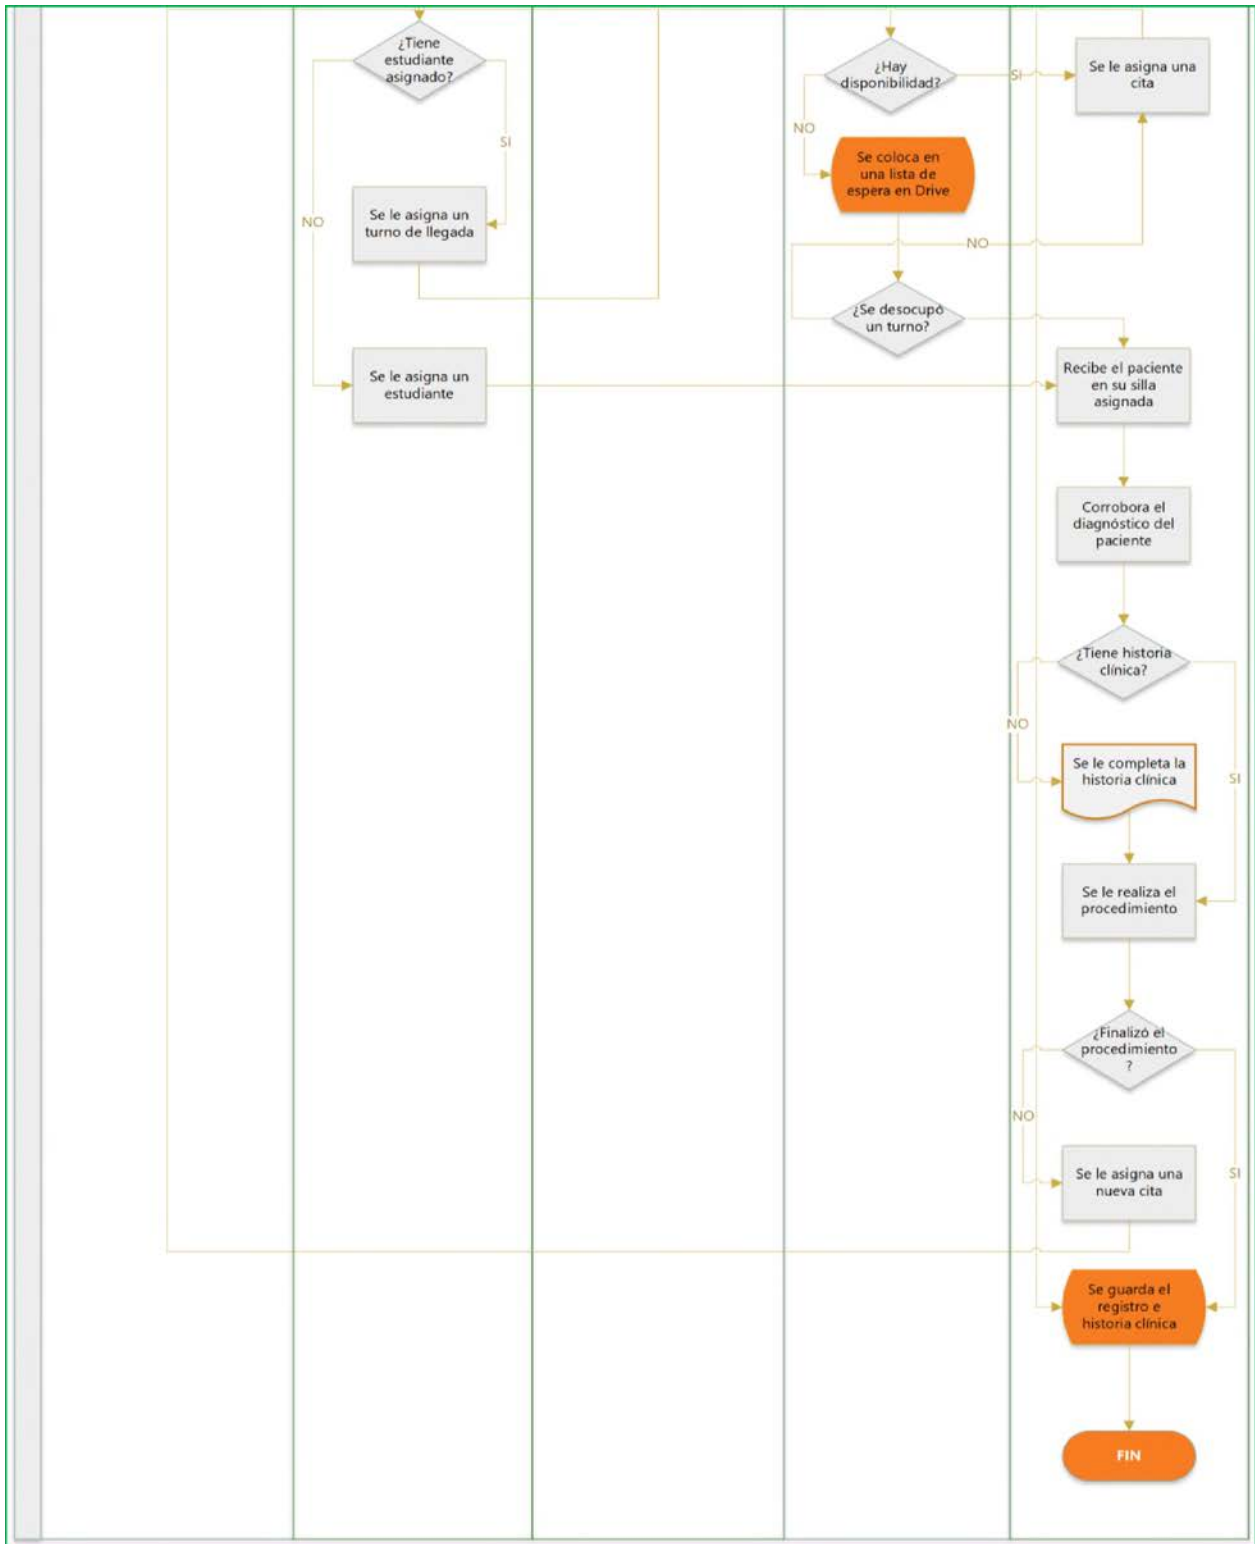 ¿Tiene
estudiante
asignado?
SI
NO
Se le asigna un
turno de llegada
Se le asigna un
estudiante
¿Hay
disponibilidad?
SI
NO
Se le asigna una
cita
Se coloca en
una lista de
espera en Drive
NO
¿Se desocupó
un turno?
Recibe el paciente
en su silla
asignada
Corrobora el
diagnóstico del
paciente
¿Tiene historia
clínica?
NO
SI
Se le completa la
historia clínica
Se le realiza el
procedimiento
¿Finalizó el
procedimiento
?
NO
SI
Se le asigna una
nueva cita
Se guarda el
registro e
historia clínica
FIN